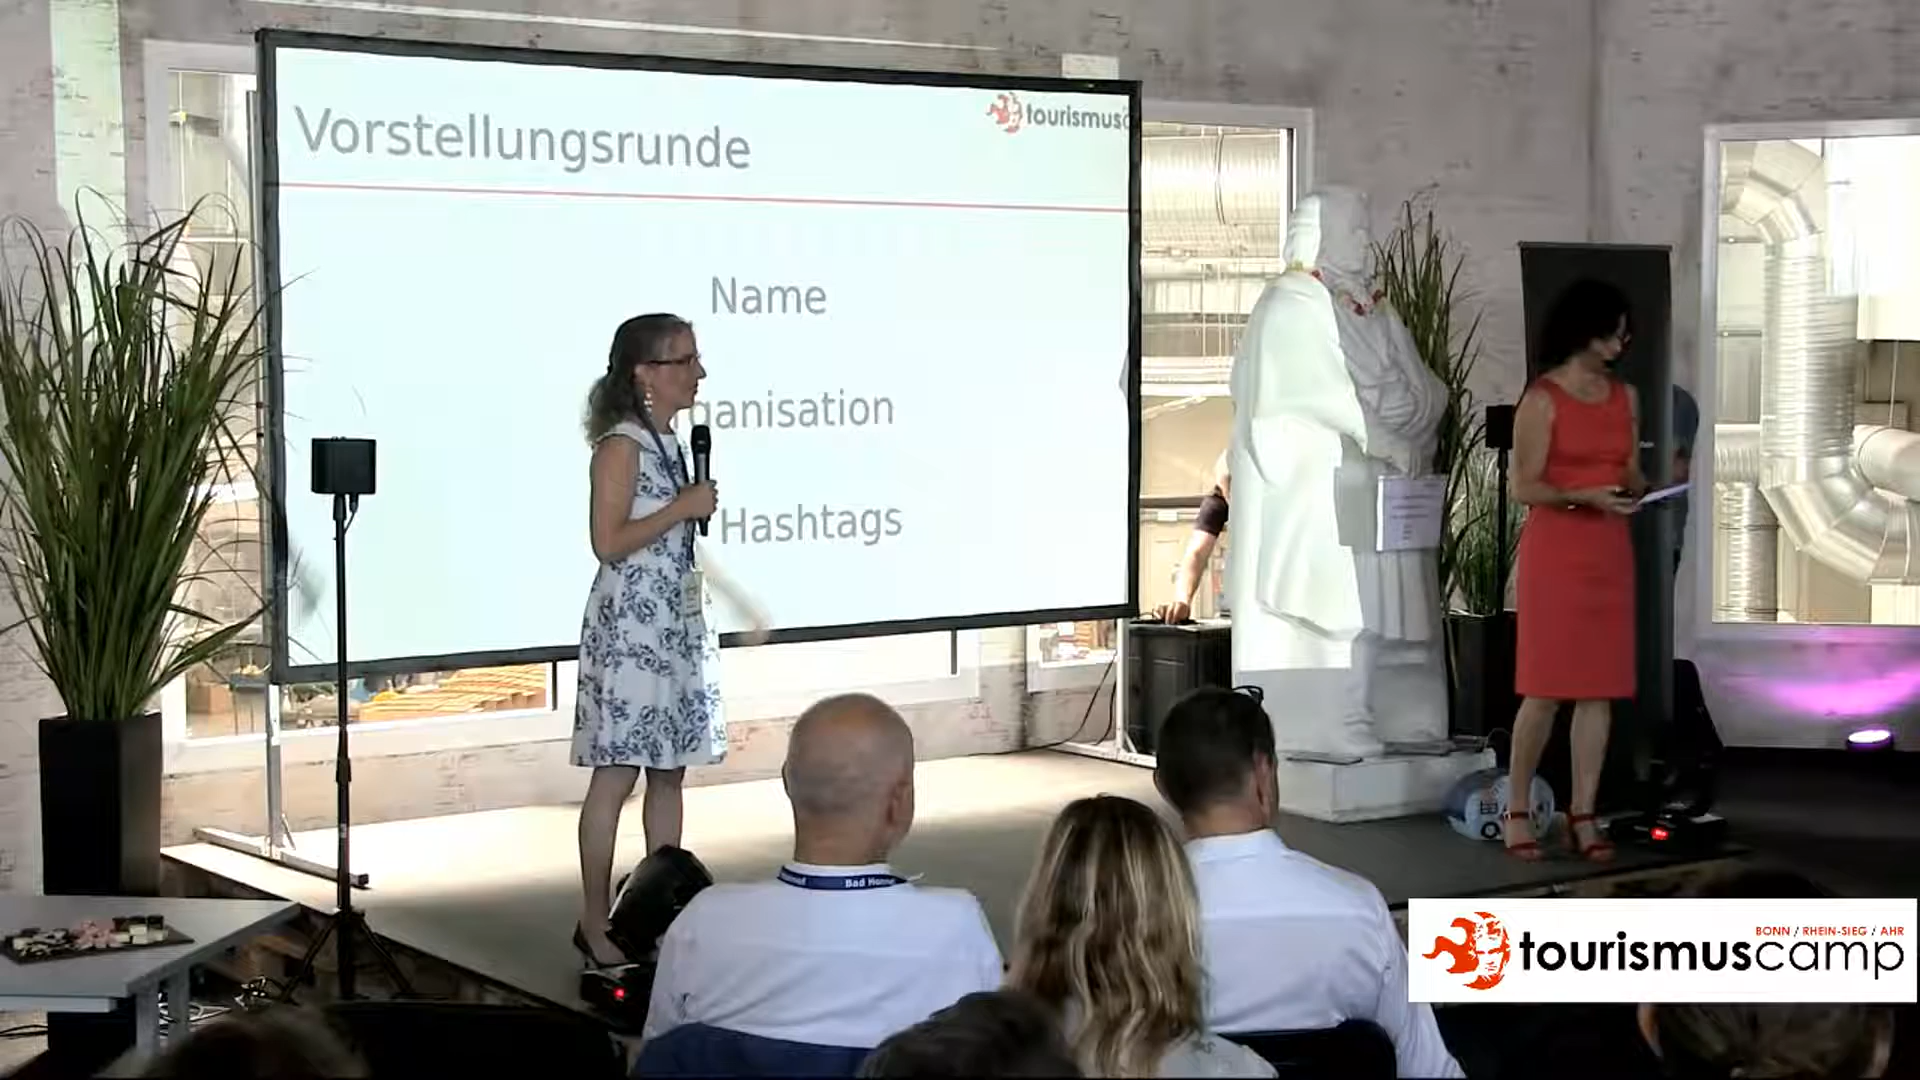 Vorstellungsrunde
tourismusc
Name
ganisation
Hashtags
Bad Honnef
BONN / RHEIN-SIEG / AHR
tourismuscamp